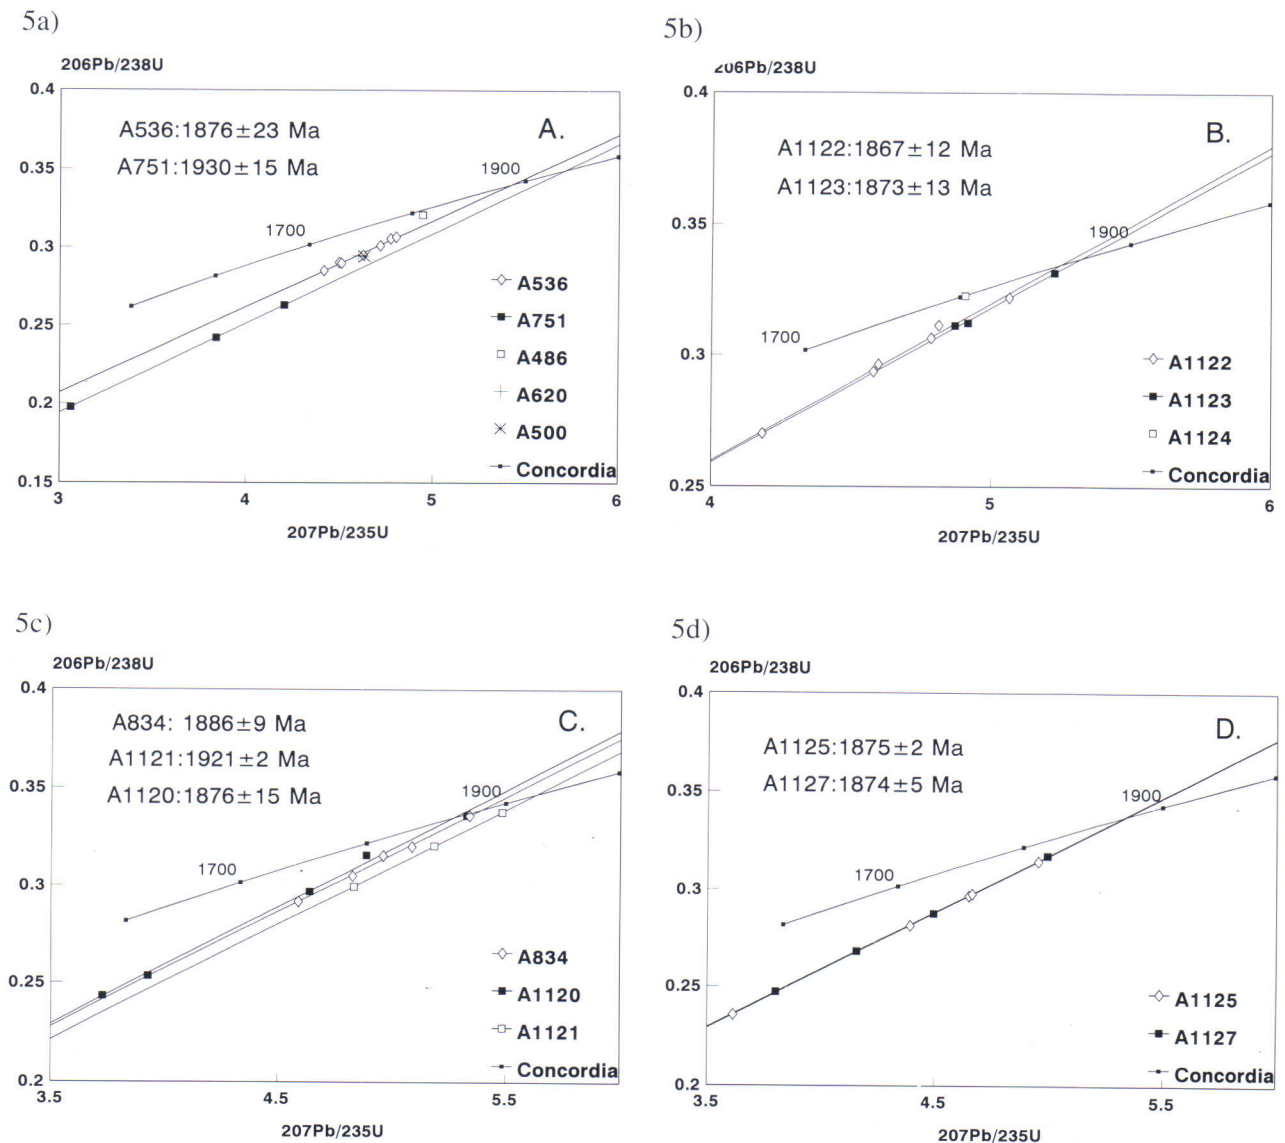 5a)
206Pb/238U
0.4
0.35
0.3
0.25
0.2
0.15
A536:1876±23 Ma
A751:1930±15 Ma
A.
1900
1700
A536
A751
A486
A620
A500
Concordia
3
4
5
6
207Pb/235U
5b)
206Pb/238U
0.4
0.35
0.3
0.25
A1122:1867±12 Ma
A1123:1873±13 Ma
B.
1900
1700
A1122
A1123
A1124
Concordia
4
5
6
207Pb/235U
5c)
206Pb/238U
0.4
0.35
0.3
0.25
0.2
A834: 1886±9 Ma
A1121:1921±2 Ma
A1120:1876±15 Ma
C.
1900
1700
A834
A1120
A1121
Concordia
3.5
4.5
5.5
207Pb/235U
5d)
206Pb/238U
0.4
0.35
0.3
0.25
0.2
A1125:1875±2 Ma
A1127:1874±5 Ma
D.
1900
1700
A1125
A1127
Concordia
3.5
4.5
5.5
207Pb/235U